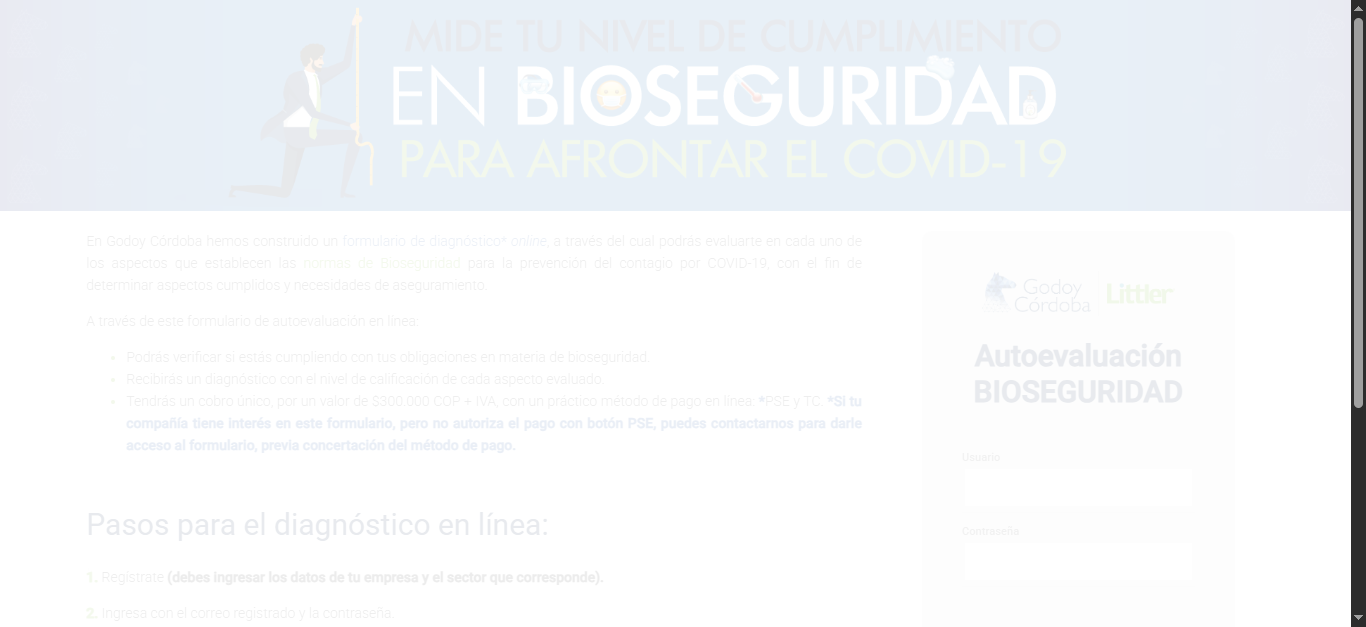 MIDE TU NIVEL DE CUMPLIMIENTO
EN BIOSEGURIDAD
PARA AFRONTAR EL COVID-19
En Godoy Córdoba hemos construido un formulario de diagnóstico* online, a través del cual podrás evaluarte en cada uno de
los aspectos que establecen las normas de Bioseguridad para la prevención del contagio por COVID-19, con el fin de
determinar aspectos cumplidos y necesidades de aseguramiento.
A través de este formulario de autoevaluación en línea:
Podrás verificar si estás cumpliendo con tus obligaciones en materia de bioseguridad.
Recibirás un diagnóstico con el nivel de calificación de cada aspecto evaluado.
Tendrás un cobro único, por un valor de $300.000 COP + IVA, con un práctico método de pago en línea: *PSE y TC. *Si tu
compañía tiene interés en este formulario, pero no autoriza el pago con botón PSE, puedes contactarnos para darle
acceso al formulario, previa concertación del método de pago.
Pasos para el diagnóstico en línea:
1. Regístrate (debes ingresar los datos de tu empresa y el sector que corresponde).
2. Ingresa con el correo registrado y la contraseña.
Godoy
Córdoba
Littler
Autoevaluación
BIOSEGURIDAD
Usuario
Contraseña